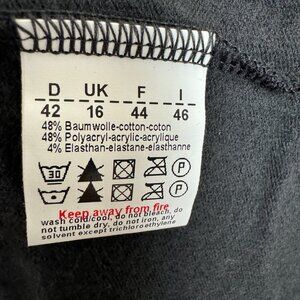 D UK F I
42 16 44 46
48% Baumwolle-cotton-coton
48% Polyacryl-acrylic-acrylique
4% Elasthan-elastane-elasthanne
30 P
P
Keep away from fire
wash cold/cool, do not bleach, do
not tumble dry, do not iron, any
solvent except trichloroethylene